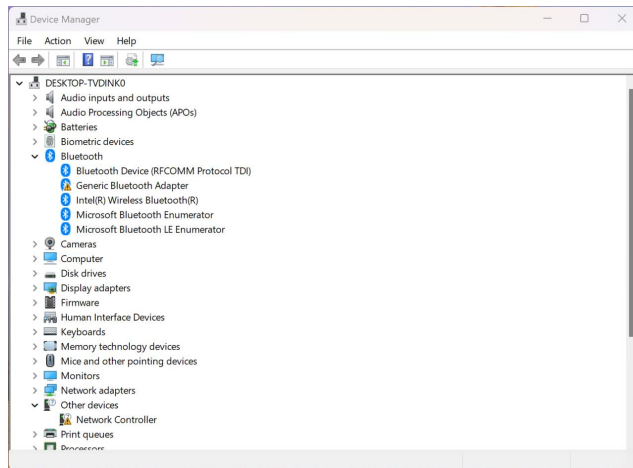 Device Manager
File Action View Help
DESKTOP-TVDINK0
Audio inputs and outputs
Audio Processing Objects (APOs)
Batteries
Biometric devices
Bluetooth
Bluetooth Device (RFCOMM Protocol TDI)
Generic Bluetooth Adapter
Intel(R) Wireless Bluetooth(R)
Microsoft Bluetooth Enumerator
Microsoft Bluetooth LE Enumerator
Cameras
Computer
Disk drives
Display adapters
Firmware
Human Interface Devices
Keyboards
Memory technology devices
Mice and other pointing devices
Monitors
Network adapters
Other devices
Network Controller
Print queues
Processors